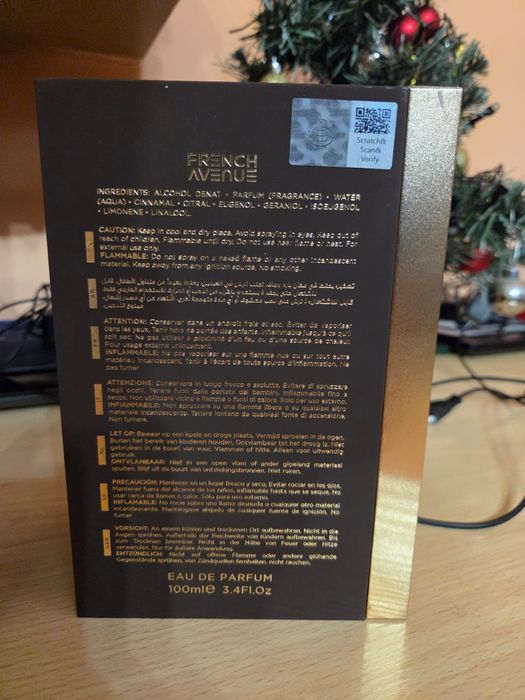 Scratch&
Scan&
Verify
FRENCH
AVENUE
INGREDIENTS: ALCOHOL DENAT • PARFUM (FRAGRANCE) • WATER
(AQUA) • CINNAMAL • CITRAL • EUGENOL • GERANIOL • ISOEUGENOL
• LIMONENE • LINALOOL.
CAUTION: Keep in cool and dry place. Avoid spraying in eyes. Keep out of
reach of children. Flammable until dry. Do not use near flame or heat. For
external use only.
FLAMMABLE: Do not spray on a naked flame or any other incandescent
material. Keep away from any ignition source. No smoking.
AR
ATTENTION: Conserver dans un endroit frais et sec. Éviter de vaporiser
dans les yeux. Tenir hors de portée des enfants. Inflammable jusqu'à ce qu'il
soit sec. Ne pas utiliser à proximité d'un feu ou d'une source de chaleur.
Pour usage externe uniquement.
INFLAMMABLE: Ne pas vaporiser sur une flamme nue ou sur tout autre
matériau incandescent. Tenir à l'écart de toute source d'inflammation. Ne
pas fumer
ATTENZIONE: Conservare in luogo fresco e asciutto, Evitare di spruzzare
negli occhi. Tenere fuori dalla portata dei bambini, Infiammabile fino a
secco. Non utilizzare vicino a fiamme o fonti di calore. Solo per uso esterno.
INFIAMMABILE: Non spruzzare su una fiamma libera o su qualsiasi altro
materiale incandescente. Tenere lontano da qualsiasi fonte di accensione.
Non fumare.
LET OP: Bewaar op een koele en droge plaats, Vermijd sproeien in de ogen.
Buiten het bereik van kinderen houden, Ontvlambaar tot het droog is. Niet
gebruiken in de buurt van vuur, Vlammen of hitte. Alleen voor uitwendig
gebruik.
ONTVLAMBAAR: Niet in een open vlam of ander gloeiend materiaal
spuiten. Blijf uit de buurt van ontstekingsbronnen. Niet roken.
PRECAUCIÓN: Mantener en un lugar fresco y seco, Evitar rociar en los ojos,
Mantener fuera del alcance de los niños, inflamable hasta que se seque, No
usar cerca de llamas o calor. Sólo para uso externo.
INFLAMABLE: No rocíe sobre una llama desnuda o cualquier otro material
incandescente. Mantengase alejado de cualquier fuente de ignición. No
fumar.
VORSICHT: An einem kühlen und trockenen Ort aufbewahren. Nicht in die
Augen sprühen. Außerhalb der Reichweite von Kindern aufbewahren. Bis
zum Trocknen brennbar. Nicht in der Nähe von Feuer oder Hitze
verwenden. Nur für äußere Anwendung.
ENTZÜNDLICH: Nicht auf offene Flamme oder andere glühende
Gegenstände sprühen, von Zündquellen fernhalten. nicht rauchen.
EAU DE PARFUM
100ml℮ 3.4Fl.Oz